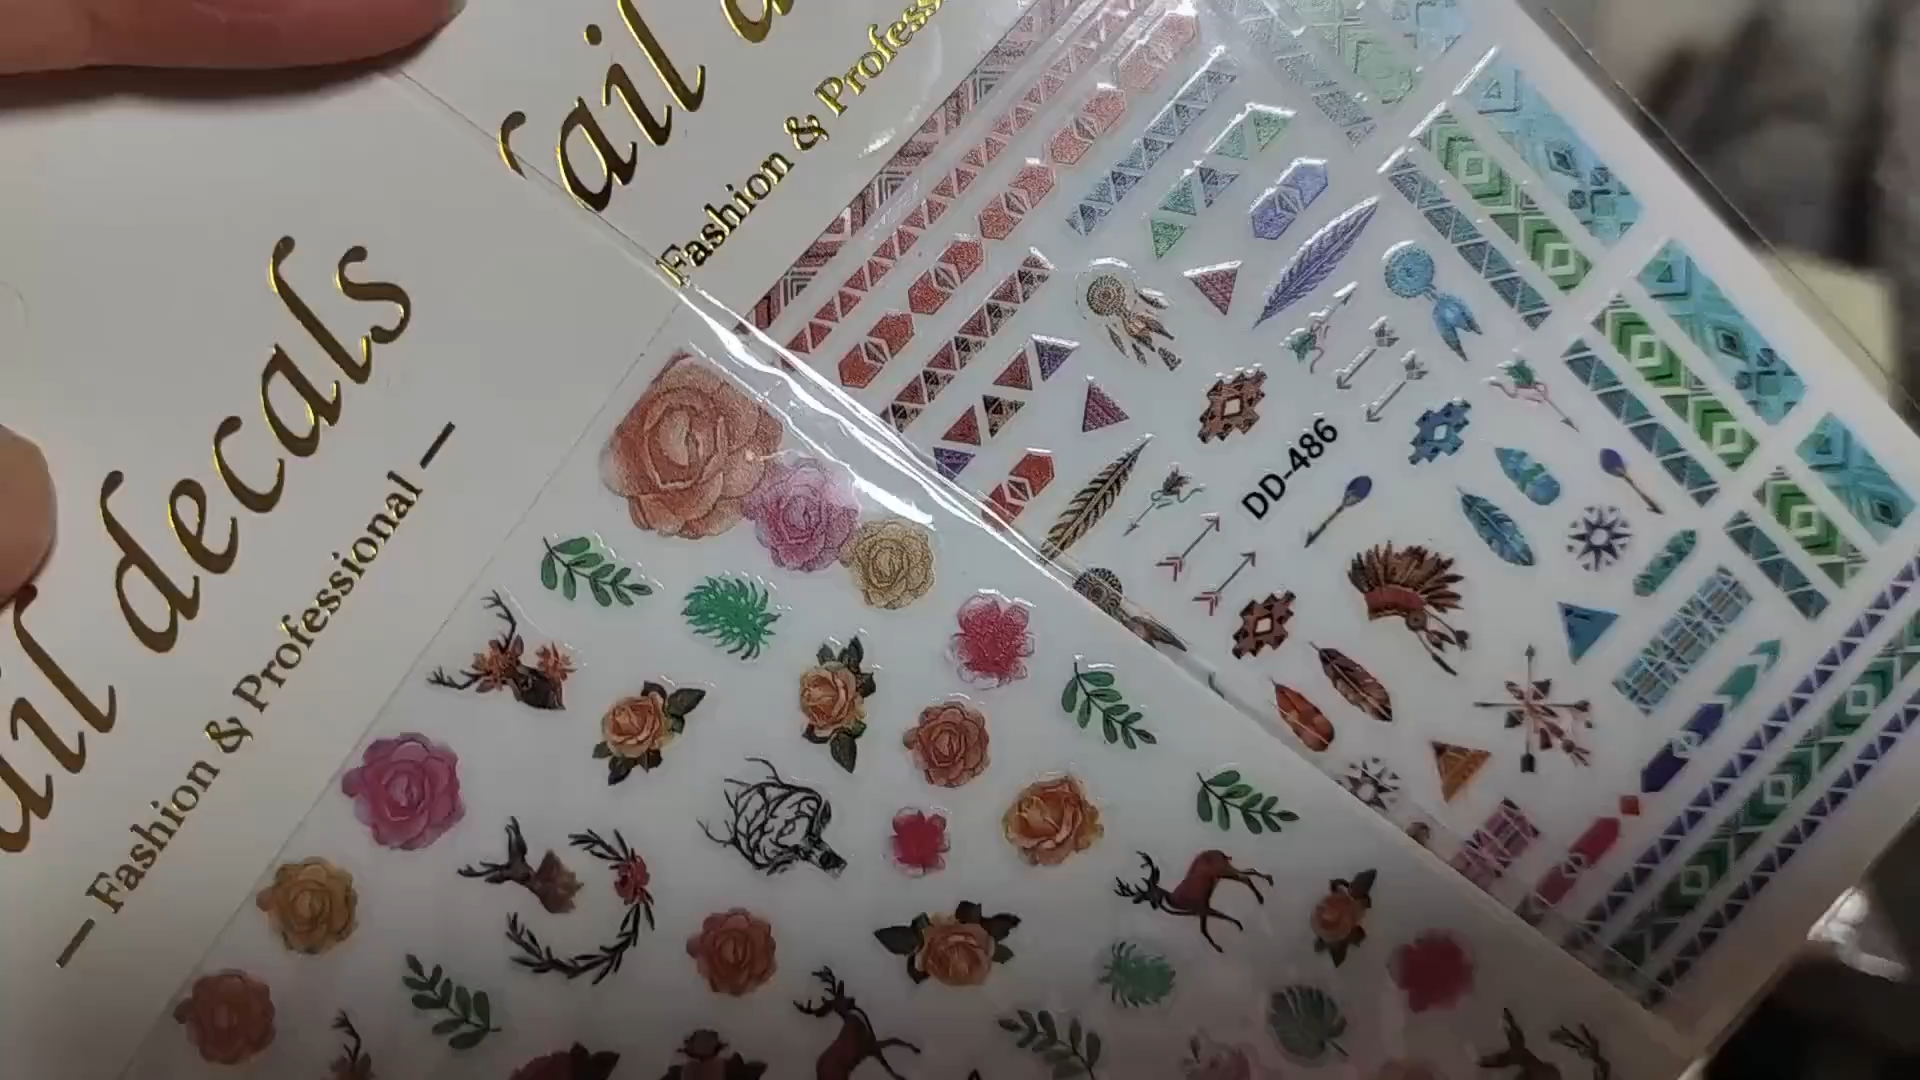 ail d
Fashion & Profess
ail decals
— Fashion & Professional —
DD-486